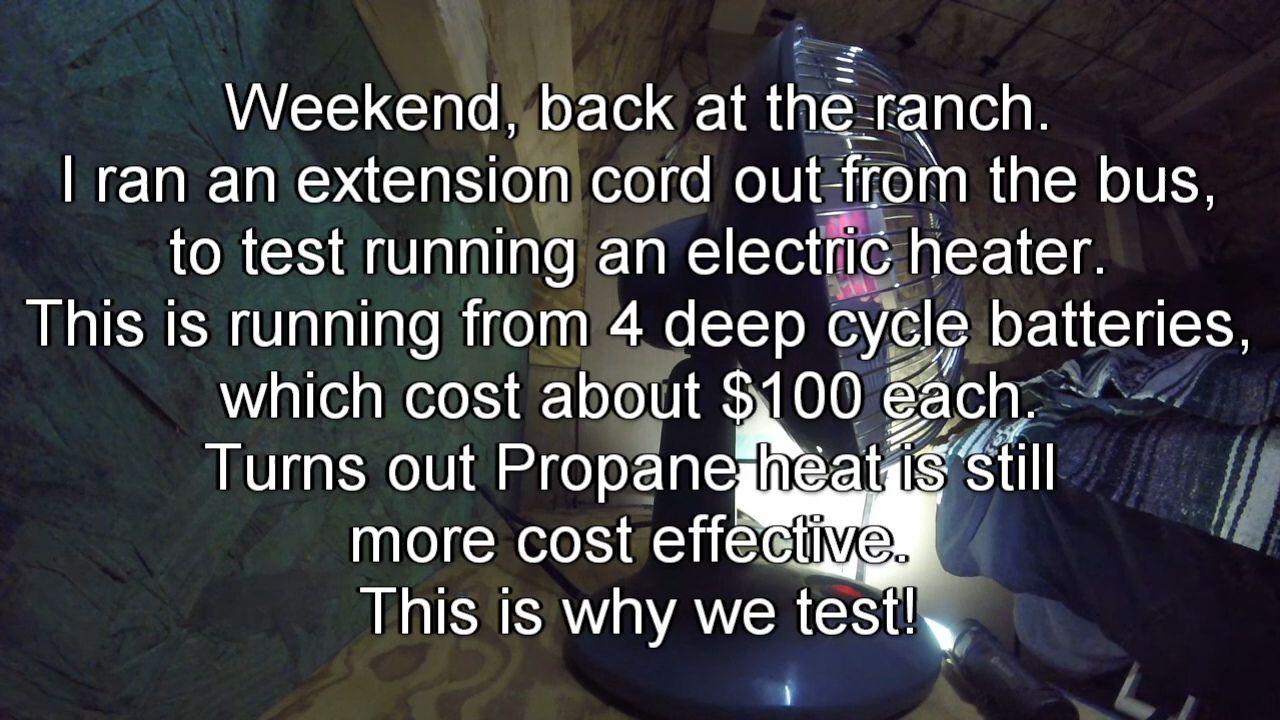 Weekend, back at the ranch.
I ran an extension cord out from the bus,
to test running an electric heater.
This is running from 4 deep cycle batteries,
which cost about $100 each.
Turns out Propane heat is still
more cost effective.
This is why we test!